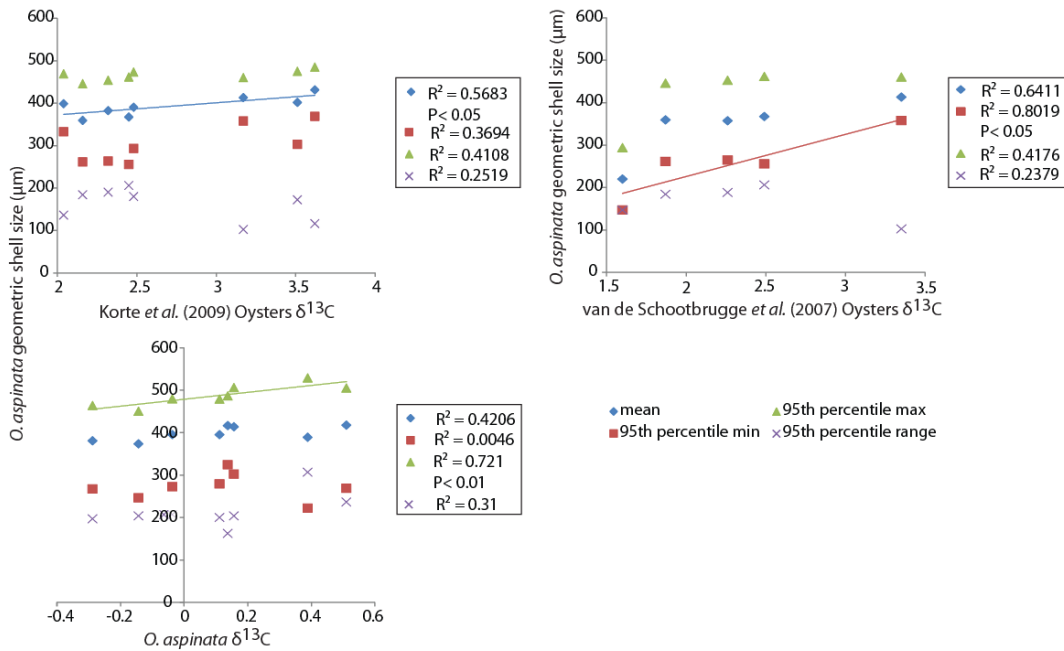 O. aspinata geometric shell size (μm)
600
500
400
300
200
100
0
2
2.5
3
3.5
4
Korte et al. (2009) Oysters δ¹³C
R² = 0.5683
P< 0.05
R² = 0.3694
R² = 0.4108
R² = 0.2519
O. aspinata geometric shell size (μm)
600
500
400
300
200
100
0
1.5
2
2.5
3
3.5
van de Schootbrugge et al. (2007) Oysters δ¹³C
R² = 0.6411
R² = 0.8019
P< 0.05
R² = 0.4176
R² = 0.2379
600
500
400
300
200
100
0
-0.4
-0.2
0
0.2
0.4
0.6
O. aspinata δ¹³C
R² = 0.4206
R² = 0.0046
R² = 0.721
P< 0.01
R² = 0.31
mean
95th percentile max
95th percentile min
95th percentile range